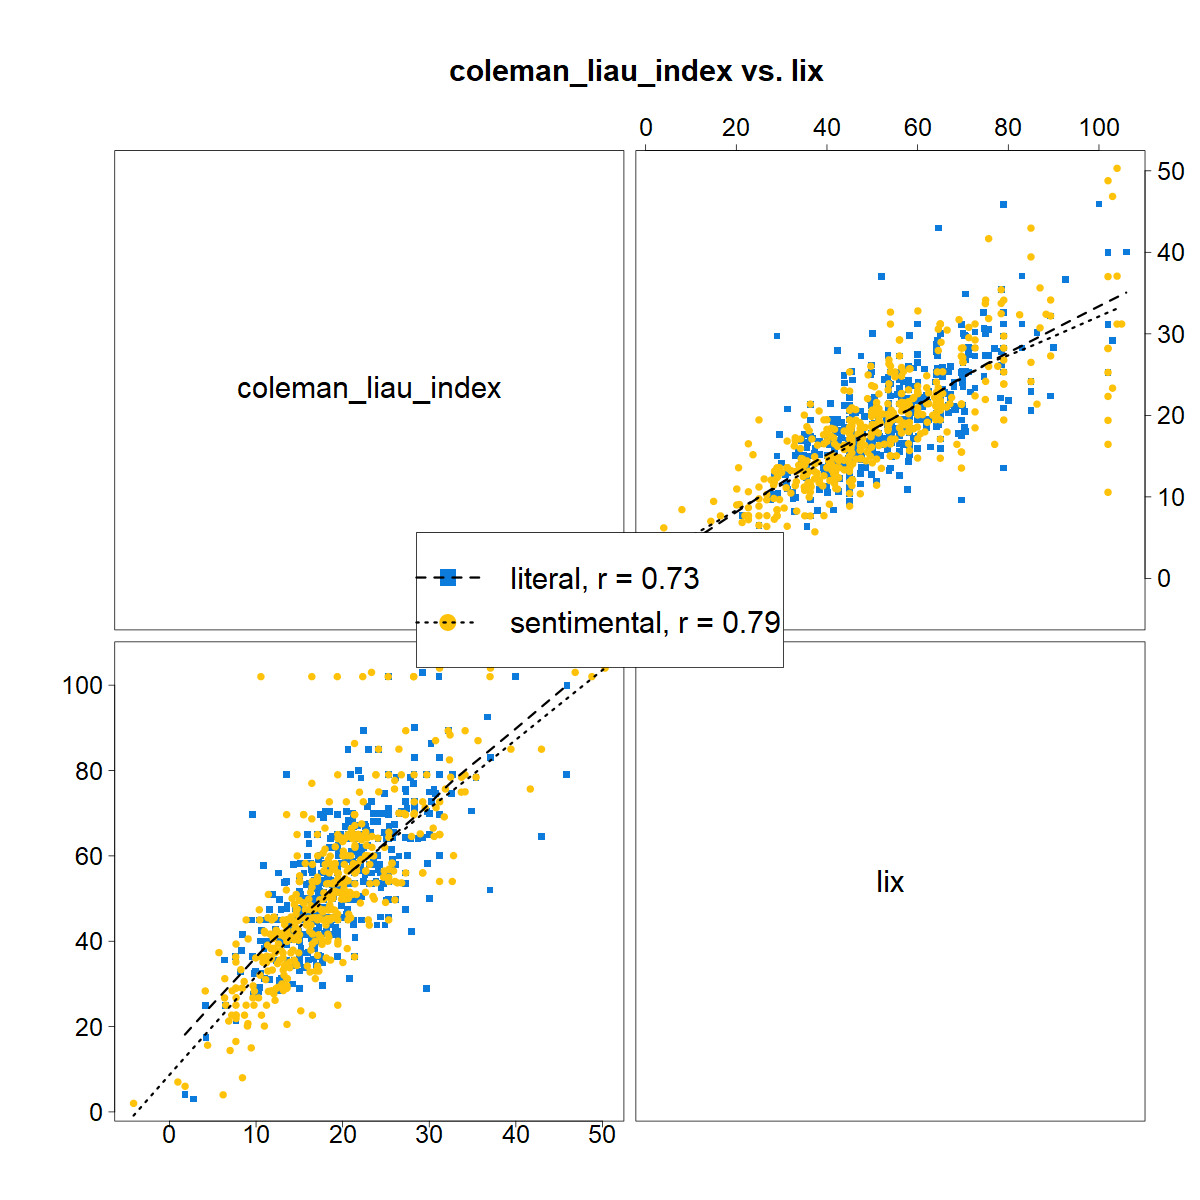 coleman_liau_index vs. lix
0 20 40 60 80 100
coleman_liau_index
50
40
30
20
10
0
literal, r = 0.73
sentimental, r = 0.79
100
80
60
40
20
0
lix
0 10 20 30 40 50